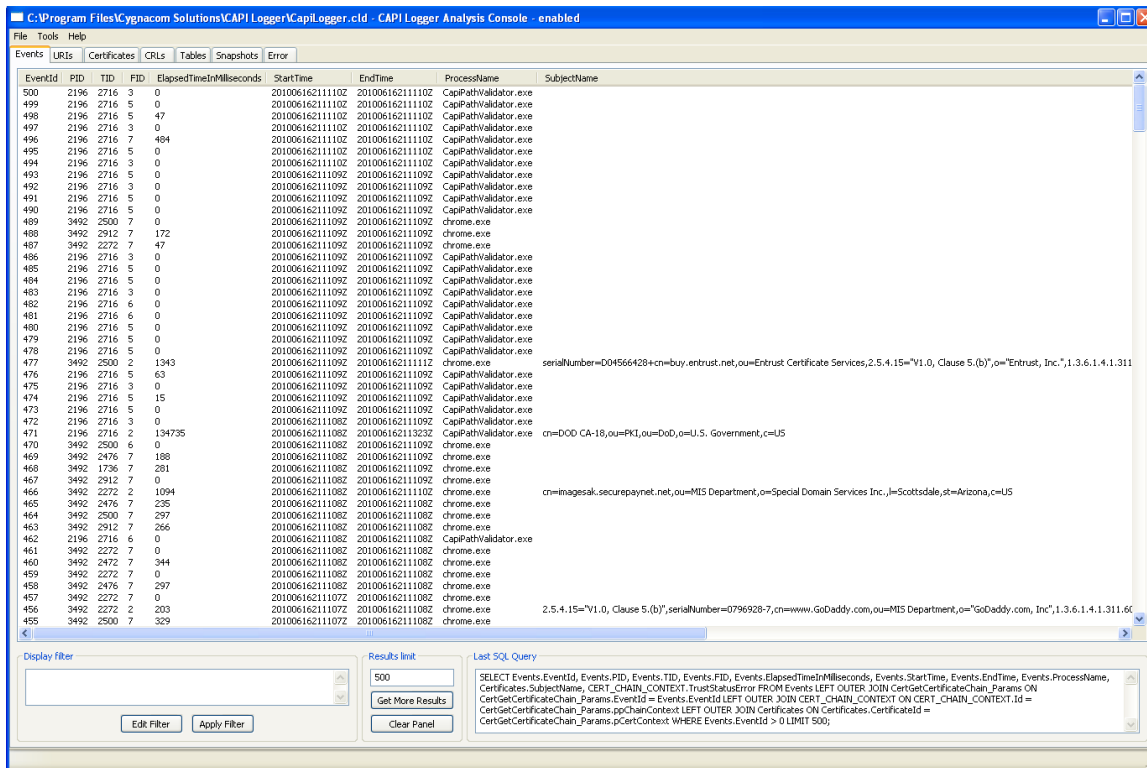 C:\Program Files\Cygnacom Solutions\CAPI Logger\CapiLogger.cld - CAPI Logger Analysis Console - enabled
File Tools Help
Events URIs Certificates CRLs Tables Snapshots Error
EventId PID TID FID ElapsedTimeInMilliseconds StartTime EndTime ProcessName SubjectName
500 2196 2716 3 0 20100616211110Z 20100616211110Z CapiPathValidator.exe
499 2196 2716 5 0 20100616211110Z 20100616211110Z CapiPathValidator.exe
498 2196 2716 5 47 20100616211110Z 20100616211110Z CapiPathValidator.exe
497 2196 2716 3 0 20100616211110Z 20100616211110Z CapiPathValidator.exe
496 2196 2716 7 484 20100616211110Z 20100616211110Z CapiPathValidator.exe
495 2196 2716 5 0 20100616211110Z 20100616211110Z CapiPathValidator.exe
494 2196 2716 3 0 20100616211110Z 20100616211110Z CapiPathValidator.exe
493 2196 2716 5 0 20100616211109Z 20100616211109Z CapiPathValidator.exe
492 2196 2716 3 0 20100616211109Z 20100616211109Z CapiPathValidator.exe
491 2196 2716 5 0 20100616211109Z 20100616211109Z CapiPathValidator.exe
490 2196 2716 5 0 20100616211109Z 20100616211109Z CapiPathValidator.exe
489 3492 2500 7 0 20100616211109Z 20100616211109Z chrome.exe
488 3492 2912 7 172 20100616211109Z 20100616211109Z chrome.exe
487 3492 2272 7 47 20100616211109Z 20100616211109Z chrome.exe
486 2196 2716 3 0 20100616211109Z 20100616211109Z CapiPathValidator.exe
485 2196 2716 5 0 20100616211109Z 20100616211109Z CapiPathValidator.exe
484 2196 2716 5 0 20100616211109Z 20100616211109Z CapiPathValidator.exe
483 2196 2716 3 0 20100616211109Z 20100616211109Z CapiPathValidator.exe
482 2196 2716 6 0 20100616211109Z 20100616211109Z CapiPathValidator.exe
481 2196 2716 6 0 20100616211109Z 20100616211109Z CapiPathValidator.exe
480 2196 2716 5 0 20100616211109Z 20100616211109Z CapiPathValidator.exe
479 2196 2716 5 0 20100616211109Z 20100616211109Z CapiPathValidator.exe
478 2196 2716 5 0 20100616211109Z 20100616211109Z CapiPathValidator.exe
477 3492 2500 2 1343 20100616211109Z 20100616211111Z chrome.exe serialNumber=D04566428+cn=buy.entrust.net,ou=Entrust Certificate Services,2.5.4.15="V1.0, Clause 5.(b)",o="Entrust, Inc.",1.3.6.1.4.1.311
476 2196 2716 5 63 20100616211109Z 20100616211109Z CapiPathValidator.exe
475 2196 2716 3 0 20100616211109Z 20100616211109Z CapiPathValidator.exe
474 2196 2716 5 15 20100616211109Z 20100616211109Z CapiPathValidator.exe
473 2196 2716 5 0 20100616211109Z 20100616211109Z CapiPathValidator.exe
472 2196 2716 3 0 20100616211108Z 20100616211109Z CapiPathValidator.exe
471 2196 2716 2 134735 20100616211108Z 20100616211323Z CapiPathValidator.exe cn=DOD CA-18,ou=PKI,ou=DoD,o=U.S. Government,c=US
470 3492 2500 6 0 20100616211109Z 20100616211109Z chrome.exe
469 3492 2476 7 188 20100616211108Z 20100616211109Z chrome.exe
468 3492 1736 7 281 20100616211108Z 20100616211109Z chrome.exe
467 3492 2912 7 0 20100616211108Z 20100616211109Z chrome.exe
466 3492 2272 2 1094 20100616211108Z 20100616211110Z chrome.exe cn=imagesak.securepaynet.net,ou=MIS Department,o=Special Domain Services Inc.,l=Scottsdale,st=Arizona,c=US
465 3492 2476 7 235 20100616211108Z 20100616211108Z chrome.exe
464 3492 2500 7 297 20100616211108Z 20100616211108Z chrome.exe
463 3492 2912 7 266 20100616211108Z 20100616211108Z chrome.exe
462 2196 2716 6 0 20100616211108Z 20100616211108Z CapiPathValidator.exe
461 3492 2272 7 0 20100616211108Z 20100616211108Z chrome.exe
460 3492 2472 7 344 20100616211108Z 20100616211108Z chrome.exe
459 3492 2272 7 0 20100616211108Z 20100616211108Z chrome.exe
458 3492 2476 7 297 20100616211108Z 20100616211108Z chrome.exe
457 3492 2272 7 0 20100616211107Z 20100616211108Z chrome.exe
456 3492 2272 2 203 20100616211107Z 20100616211108Z chrome.exe 2.5.4.15="V1.0, Clause 5.(b)",serialNumber=0796928-7,cn=www.GoDaddy.com,ou=MIS Department,o="GoDaddy.com, Inc",1.3.6.1.4.1.311.60
455 3492 2500 7 329 20100616211107Z 20100616211108Z chrome.exe
Display filter
Edit Filter Apply Filter
Results limit
500
Get More Results
Clear Panel
Last SQL Query
SELECT Events.EventId, Events.PID, Events.TID, Events.FID, Events.ElapsedTimeInMilliseconds, Events.StartTime, Events.EndTime, Events.ProcessName,
Certificates.SubjectName, CERT_CHAIN_CONTEXT.TrustStatusError FROM Events LEFT OUTER JOIN CertGetCertificateChain_Params ON
CertGetCertificateChain_Params.EventId = Events.EventId LEFT OUTER JOIN CERT_CHAIN_CONTEXT ON CERT_CHAIN_CONTEXT.Id =
CertGetCertificateChain_Params.ppChainContext LEFT OUTER JOIN Certificates ON Certificates.CertificateId =
CertGetCertificateChain_Params.pCertContext WHERE Events.EventId > 0 LIMIT 500;